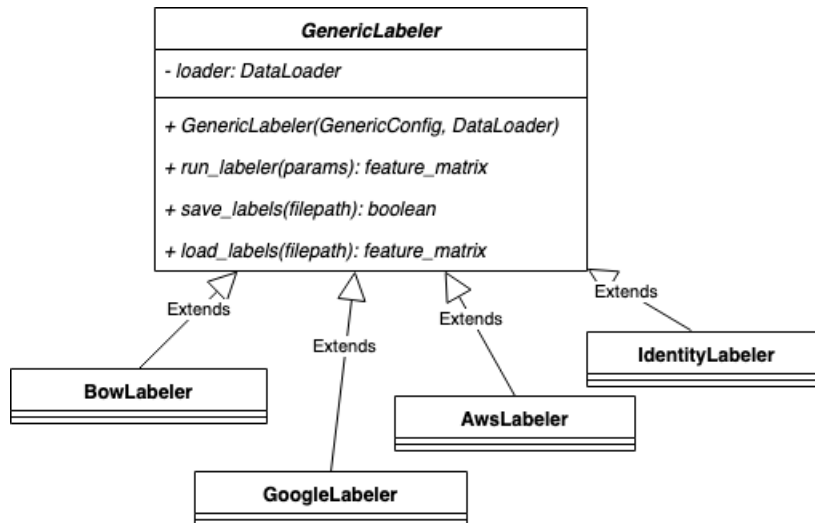 GenericLabeler
- loader: DataLoader
+ GenericLabeler(GenericConfig, DataLoader)
+ run_labeler(params): feature_matrix
+ save_labels(filepath): boolean
+ load_labels(filepath): feature_matrix
Extends
Extends
Extends
Extends
IdentityLabeler
BowLabeler
AwsLabeler
GoogleLabeler